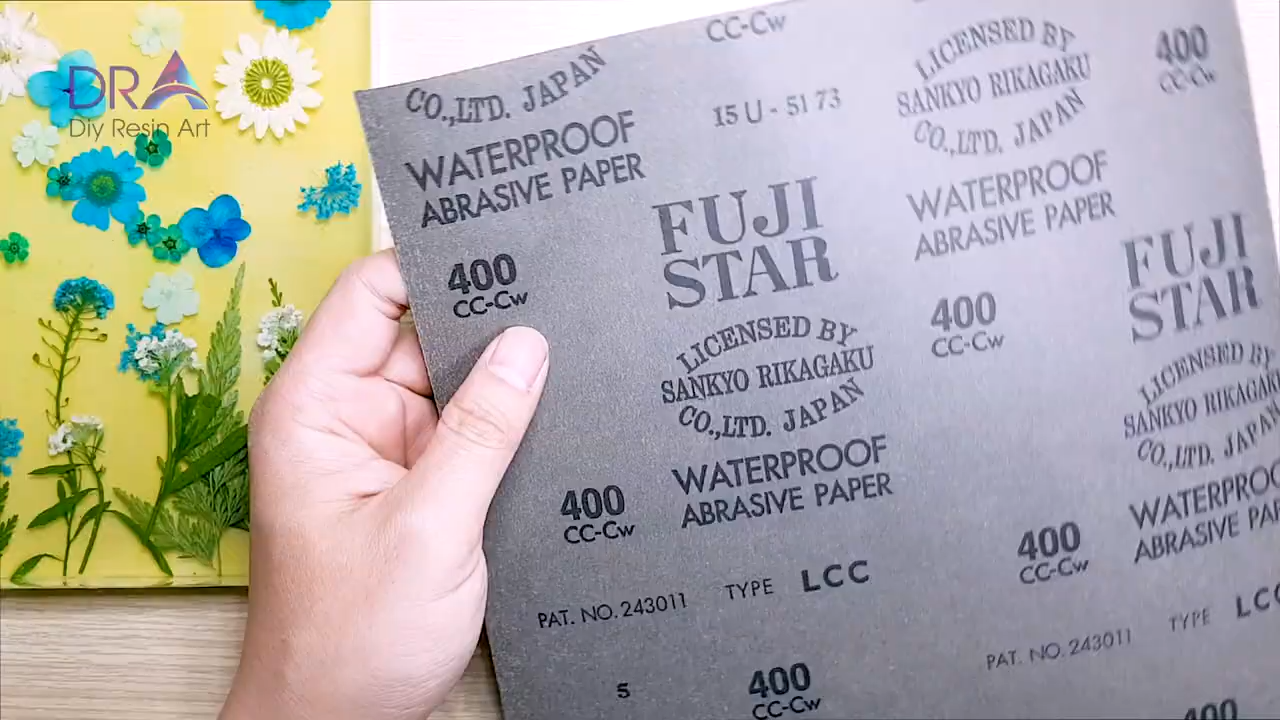 DRA
Diy Resin Art
CO.,LTD. JAPAN
WATERPROOF
ABRASIVE PAPER
400
CC-Cw
CC-Cw
15 U - 51 73
FUJI
STAR
LICENSED BY
SANKYO RIKAGAKU
CO.,LTD. JAPAN
WATERPROOF
ABRASIVE PAPER
400
CC-Cw
PAT. NO. 243011 TYPE LCC
5
400
CC-Cw
LICENSED BY
SANKYO RIKAGAKU
CO.,LTD. JAPAN
WATERPROOF
ABRASIVE PAPER
400
CC-Cw
400
CC-Cw
FUJI
STAR
LICENSED BY
SANKYO RIKAGAKU
CO.,LTD. JAPAN
WATERPROOF
ABRASIVE
400
CC-Cw
PAT. NO. 243011 TYPE LCC
400